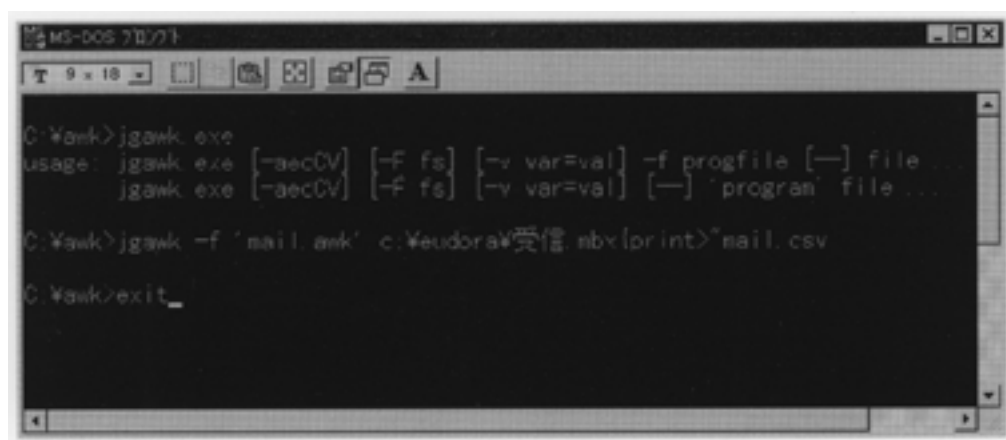 MS-DOS プロンプト
T 9 x 18
A
C:¥awk>jgawk.exe
usage: jgawk.exe [-aecCV] [-F fs] [-v var=val] -f progfile [--] file ...
jgawk.exe [-aecCV] [-F fs] [-v var=val] [--] 'program' file ...
C:¥awk>jgawk -f 'mail.awk' c:¥eudora¥受信.mbx{print>~mail.csv
C:¥awk>exit_